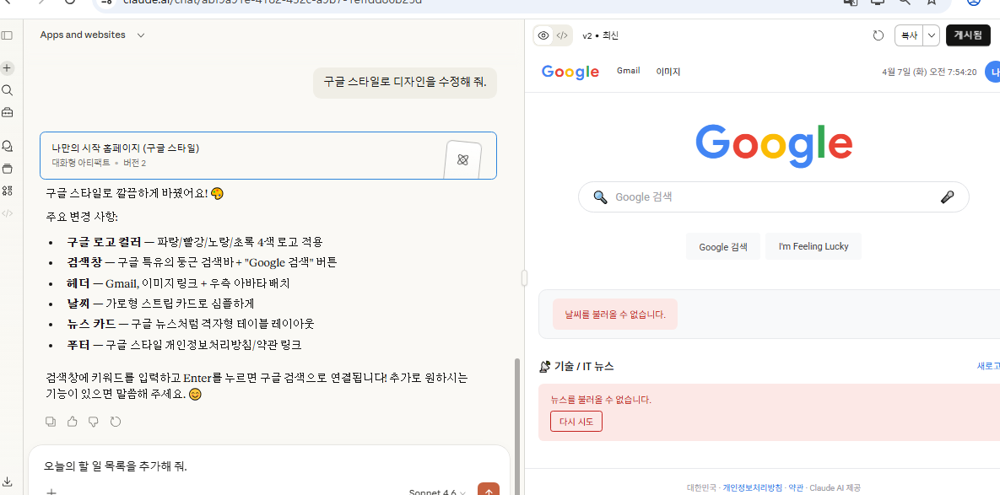 Apps and websites
구글 스타일로 디자인을 수정해 줘.
나만의 시작 홈페이지 (구글 스타일)
대화형 아티팩트 • 버전 2
구글 스타일로 깔끔하게 바꿨어요! 🎨
주요 변경 사항:
• 구글 로고 컬러 — 파랑/빨강/노랑/초록 4색 로고 적용
• 검색창 — 구글 특유의 둥근 검색바 + "Google 검색" 버튼
• 헤더 — Gmail, 이미지 링크 + 우측 아바타 배치
• 날씨 — 가로형 스트립 카드로 심플하게
• 뉴스 카드 — 구글 뉴스처럼 격자형 테이블 레이아웃
• 푸터 — 구글 스타일 개인정보처리방침/약관 링크
검색창에 키워드를 입력하고 Enter를 누르면 구글 검색으로 연결됩니다! 추가로 원하시는
기능이 있으면 말씀해 주세요. 😊
오늘의 할 일 목록을 추가해 줘.
Sonnet 4.6
v2 • 최신
복사
게시됨
Google
Gmail
이미지
4월 7일 (화) 오전 7:54:20
나
Google
Google 검색
Google 검색
I'm Feeling Lucky
날씨를 불러올 수 없습니다.
기술 / IT 뉴스
새로고
뉴스를 불러올 수 없습니다.
다시 시도
대한민국 · 개인정보처리방침 · 약관 · Claude AI 제공